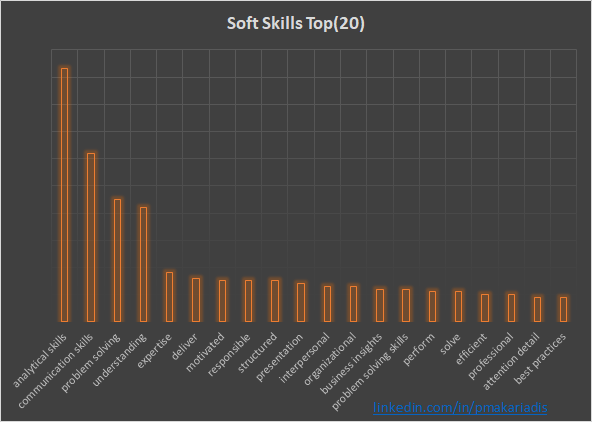 Soft Skills Top(20)
analytical skills
communication skills
problem solving
understanding
expertise
deliver
motivated
responsible
structured
presentation
interpersonal
organizational
business insights
problem solving skills
perform
solve
efficient
professional
attention detail
best practices
linkedin.com/in/pmakariadis